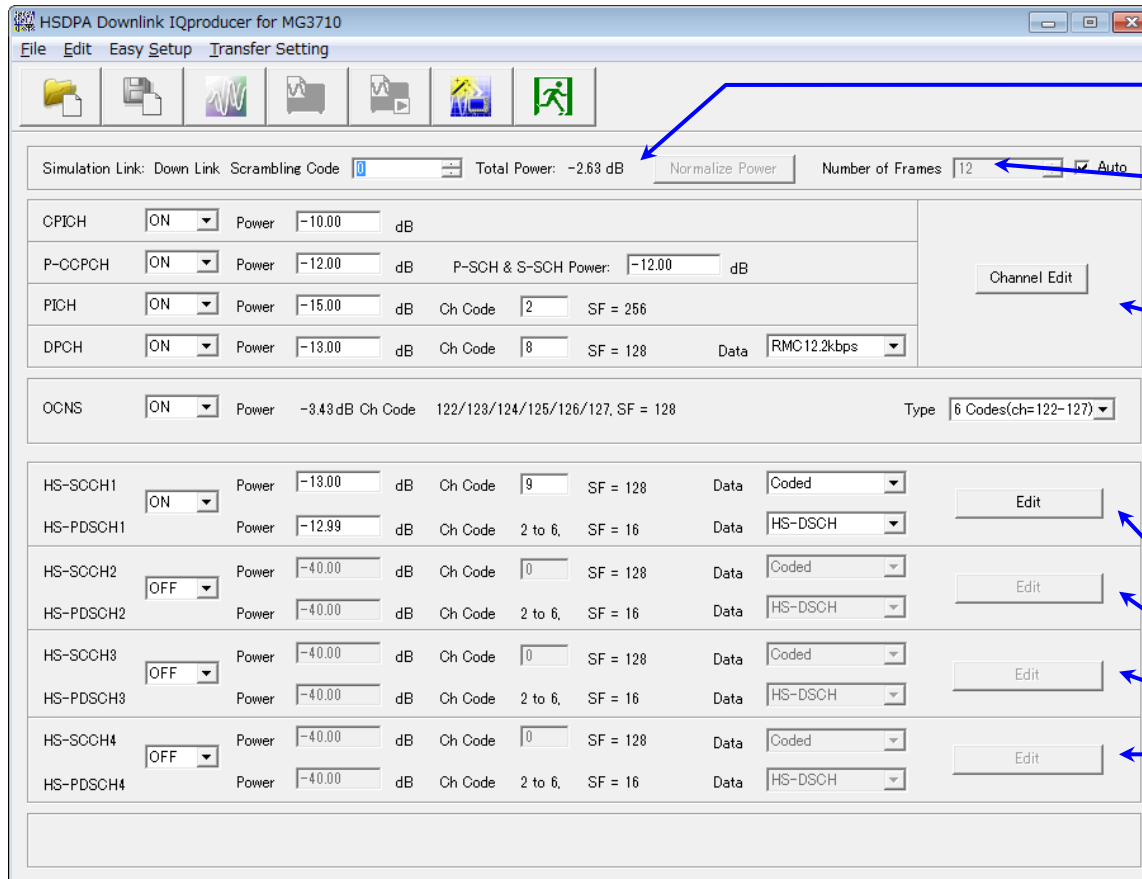 HSDPA Downlink IQproducer for MG3710
File Edit Easy Setup Transfer Setting
Simulation Link: Down Link Scrambling Code 0 Total Power: -2.63 dB Normalize Power Number of Frames 12 Auto
CPICH ON Power -10.00 dB
P-CCPCH ON Power -12.00 dB P-SCH & S-SCH Power: -12.00 dB
Channel Edit
PICH ON Power -15.00 dB Ch Code 2 SF = 256
DPCH ON Power -13.00 dB Ch Code 8 SF = 128 Data RMC12.2kbps
OCNS ON Power -3.43dB Ch Code 122/123/124/125/126/127, SF = 128 Type 6 Codes(ch=122-127)
HS-SCCH1 ON Power -13.00 dB Ch Code 9 SF = 128 Data Coded Edit
HS-PDSCH1 Power -12.99 dB Ch Code 2 to 6, SF = 16 Data HS-DSCH
HS-SCCH2 OFF Power -40.00 dB Ch Code 0 SF = 128 Data Coded Edit
HS-PDSCH2 Power -40.00 dB Ch Code 2 to 6, SF = 16 Data HS-DSCH
HS-SCCH3 OFF Power -40.00 dB Ch Code 0 SF = 128 Data Coded Edit
HS-PDSCH3 Power -40.00 dB Ch Code 2 to 6, SF = 16 Data HS-DSCH
HS-SCCH4 OFF Power -40.00 dB Ch Code 0 SF = 128 Data Coded Edit
HS-PDSCH4 Power -40.00 dB Ch Code 2 to 6, SF = 16 Data HS-DSCH